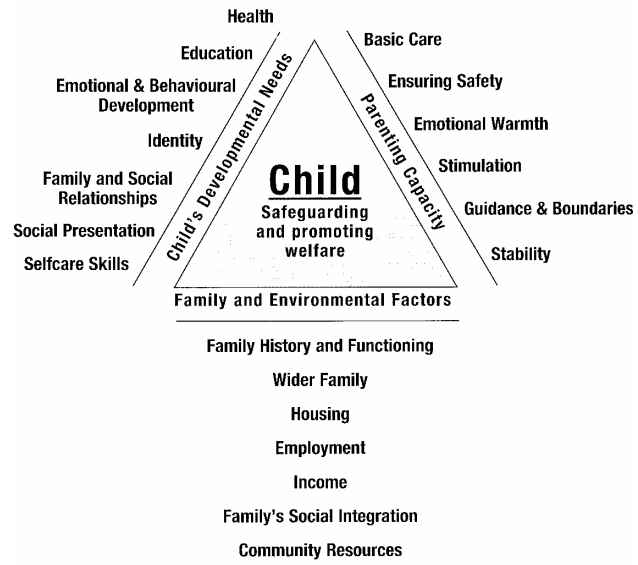 Health
Education
Emotional & Behavioural
Development
Identity
Family and Social
Relationships
Social Presentation
Selfcare Skills
Child's Developmental Needs
Child
Safeguarding
and promoting
welfare
Parenting Capacity
Basic Care
Ensuring Safety
Emotional Warmth
Stimulation
Guidance & Boundaries
Stability
Family and Environmental Factors
Family History and Functioning
Wider Family
Housing
Employment
Income
Family's Social Integration
Community Resources